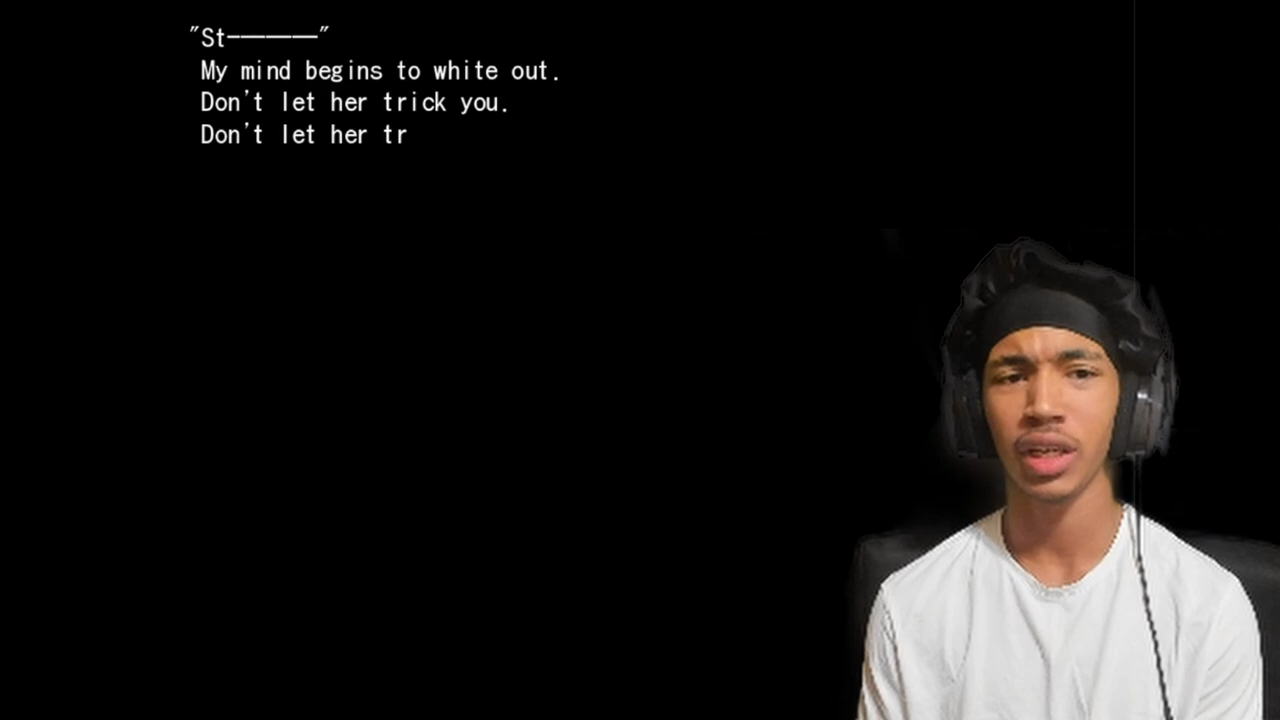 "St————"
My mind begins to white out.
Don't let her trick you.
Don't let her tr